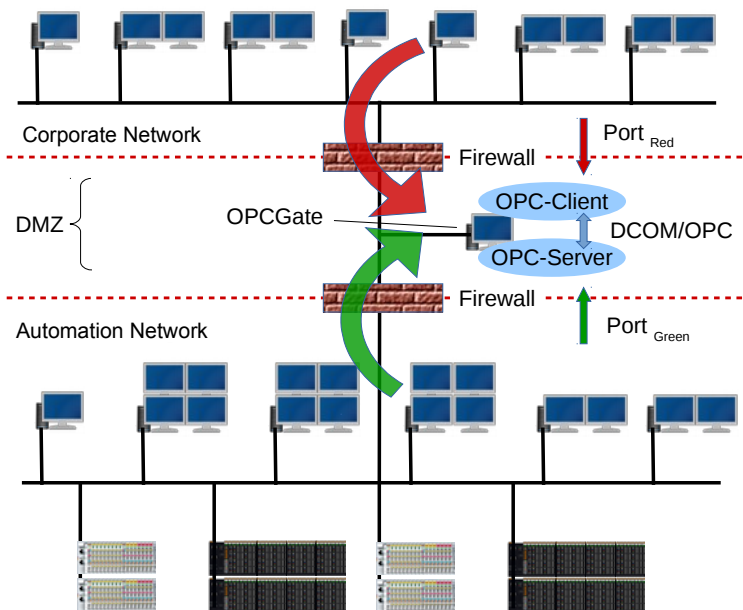 Corporate Network
Firewall
Port Red
DMZ
OPCGate
OPC-Client
DCOM/OPC
OPC-Server
Firewall
Automation Network
Port Green